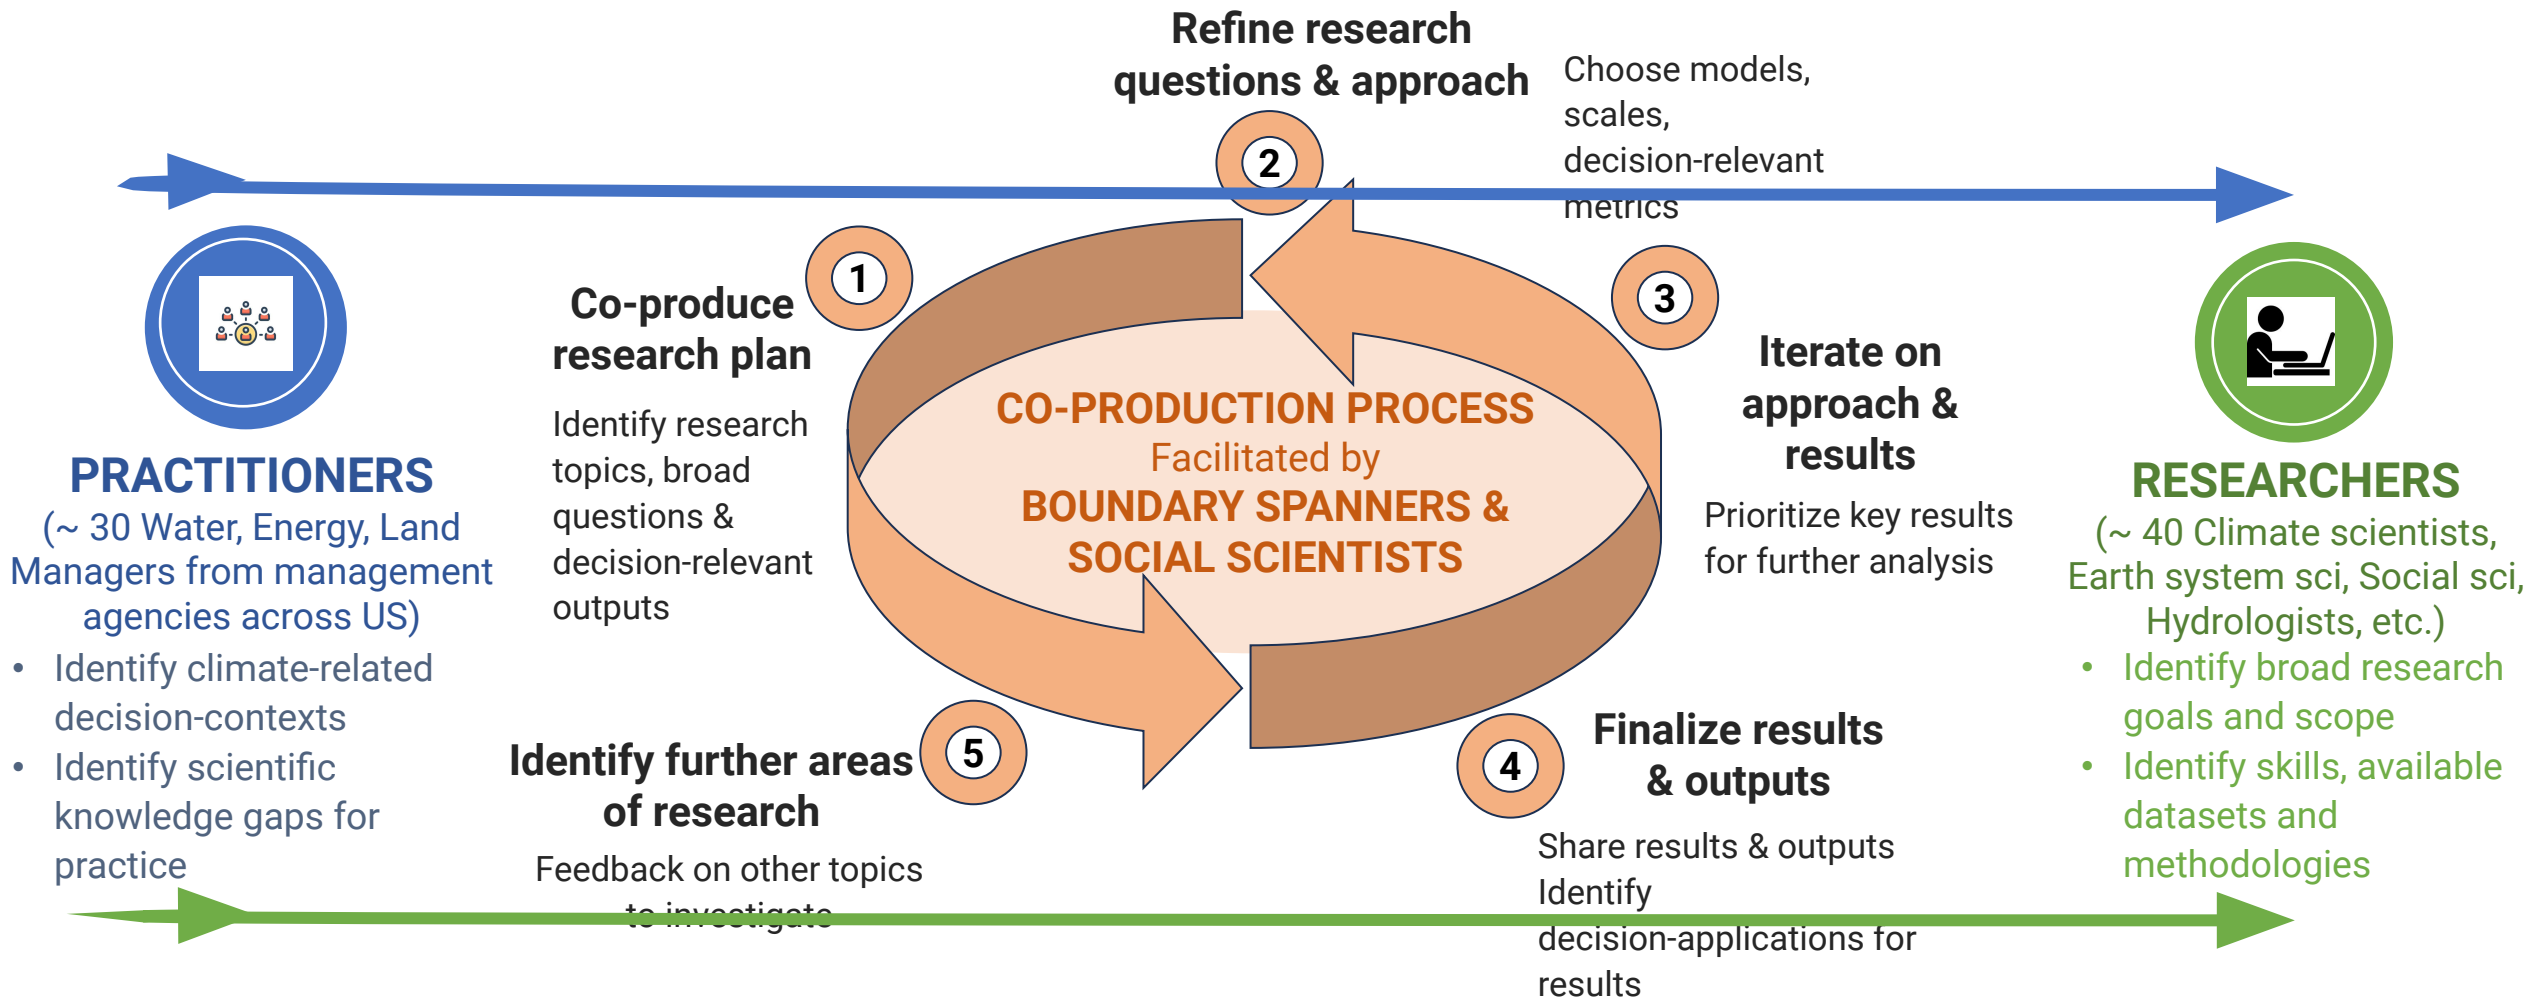 Refine research
questions & approach
Choose models,
scales,
decision-relevant
metrics
2
1
Co-produce
research plan
Identify research
topics, broad
questions &
decision-relevant
outputs
3
Iterate on
approach &
results
Prioritize key results
for further analysis
CO-PRODUCTION PROCESS
Facilitated by
BOUNDARY SPANNERS &
SOCIAL SCIENTISTS
PRACTITIONERS
(~ 30 Water, Energy, Land
Managers from management
agencies across US)
• Identify climate-related
decision-contexts
• Identify scientific
knowledge gaps for
practice
RESEARCHERS
(~ 40 Climate scientists,
Earth system sci, Social sci,
Hydrologists, etc.)
• Identify broad research
goals and scope
• Identify skills, available
datasets and
methodologies
5
Identify further areas
of research
Feedback on other topics
to investigate
4
Finalize results
& outputs
Share results & outputs
Identify
decision-applications for
results